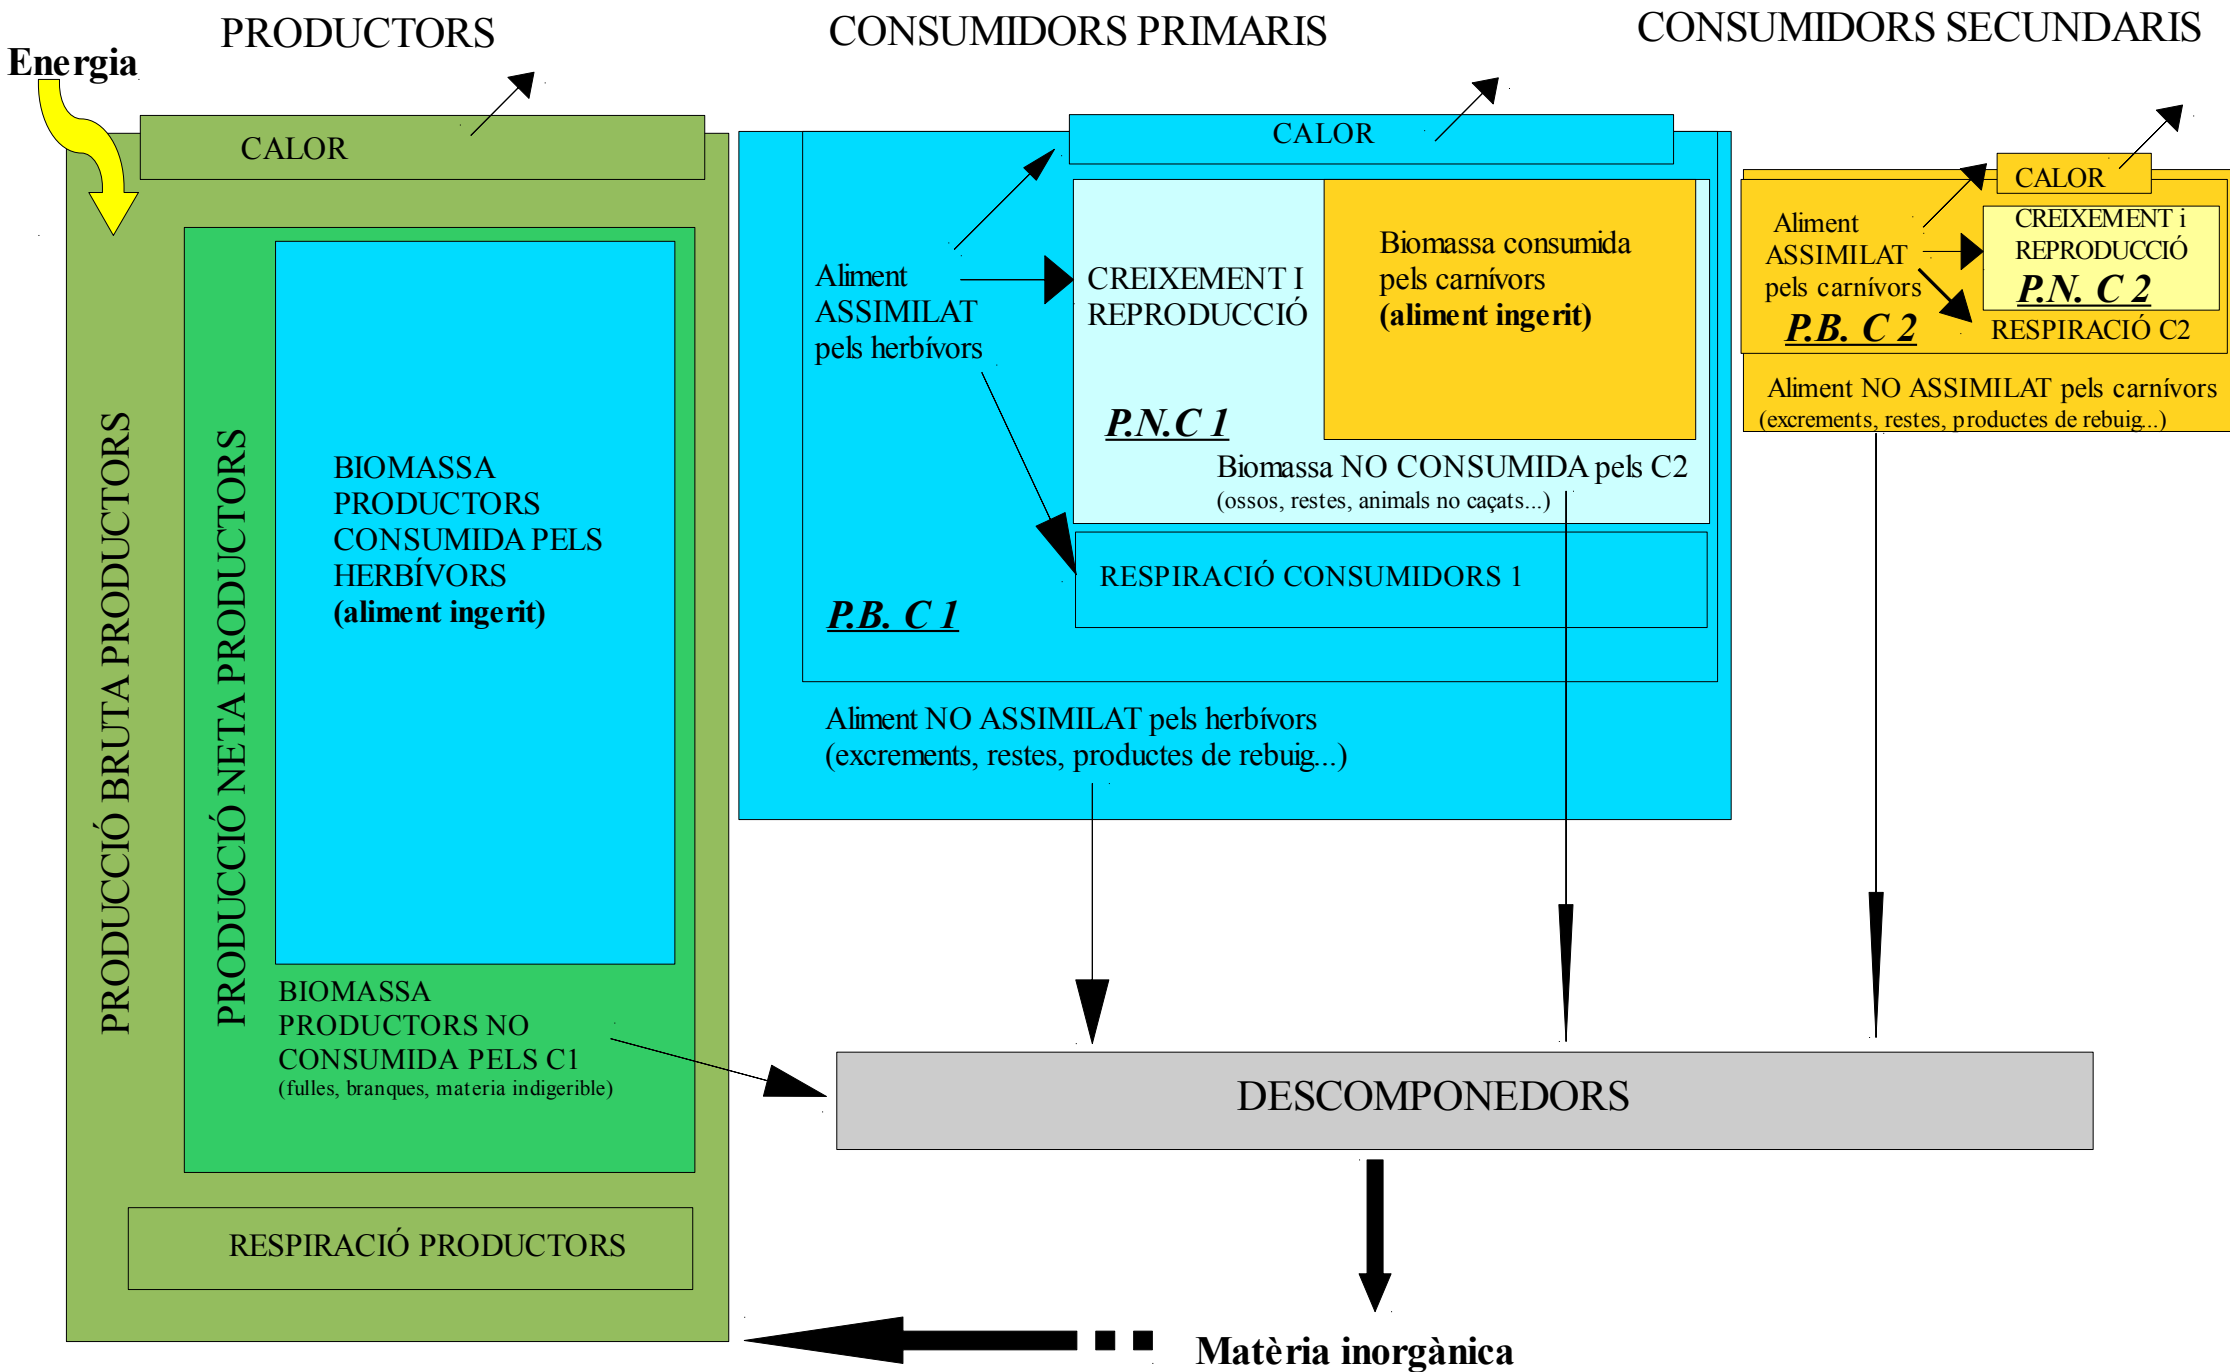 PRODUCTORS
CONSUMIDORS PRIMARIS
CONSUMIDORS SECUNDARIS
Energia
CALOR
PRODUCCIÓ BRUTA PRODUCTORS
PRODUCCIÓ NETA PRODUCTORS
BIOMASSA
PRODUCTORS
CONSUMIDA PELS
HERBÍVORS
(aliment ingerit)
BIOMASSA
PRODUCTORS NO
CONSUMIDA PELS C1
(fulles, branques, materia indigerible)
RESPIRACIÓ PRODUCTORS
CALOR
Aliment
ASSIMILAT
pels herbívors
CREIXEMENT I
REPRODUCCIÓ
P.N.C 1
Biomassa consumida
pels carnívors
(aliment ingerit)
Biomassa NO CONSUMIDA pels C2
(ossos, restes, animals no caçats...)
RESPIRACIÓ CONSUMIDORS 1
P.B. C 1
Aliment NO ASSIMILAT pels herbívors
(excrements, restes, productes de rebuig...)
CALOR
Aliment
ASSIMILAT
pels carnívors
P.B. C 2
CREIXEMENT i
REPRODUCCIÓ
P.N. C 2
RESPIRACIÓ C2
Aliment NO ASSIMILAT pels carnívors
(excrements, restes, productes de rebuig...)
DESCOMPONEDORS
Matèria inorgànica